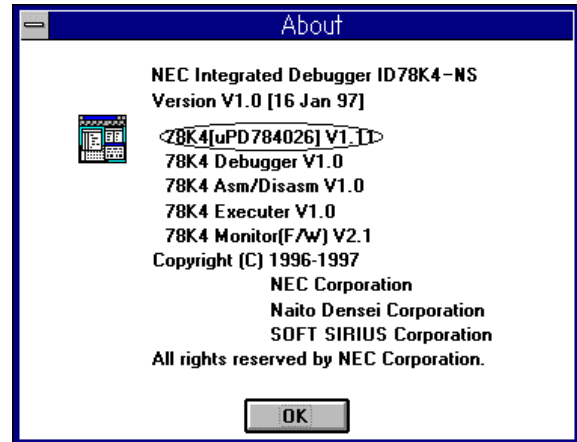 About
NEC Integrated Debugger ID78K4-NS
Version V1.0 [16 Jan 97]
78K4[uPD784026]
78K4 Debugger V1.0
78K4 Asm/Disasm V1.0
78K4 Executer V1.0
78K4 Monitor(F/W) V2.1
Copyright (C) 1996-1997
NEC Corporation
Naito Densei Corporation
SOFT SIRIUS Corporation
All rights reserved by NEC Corporation.
OK